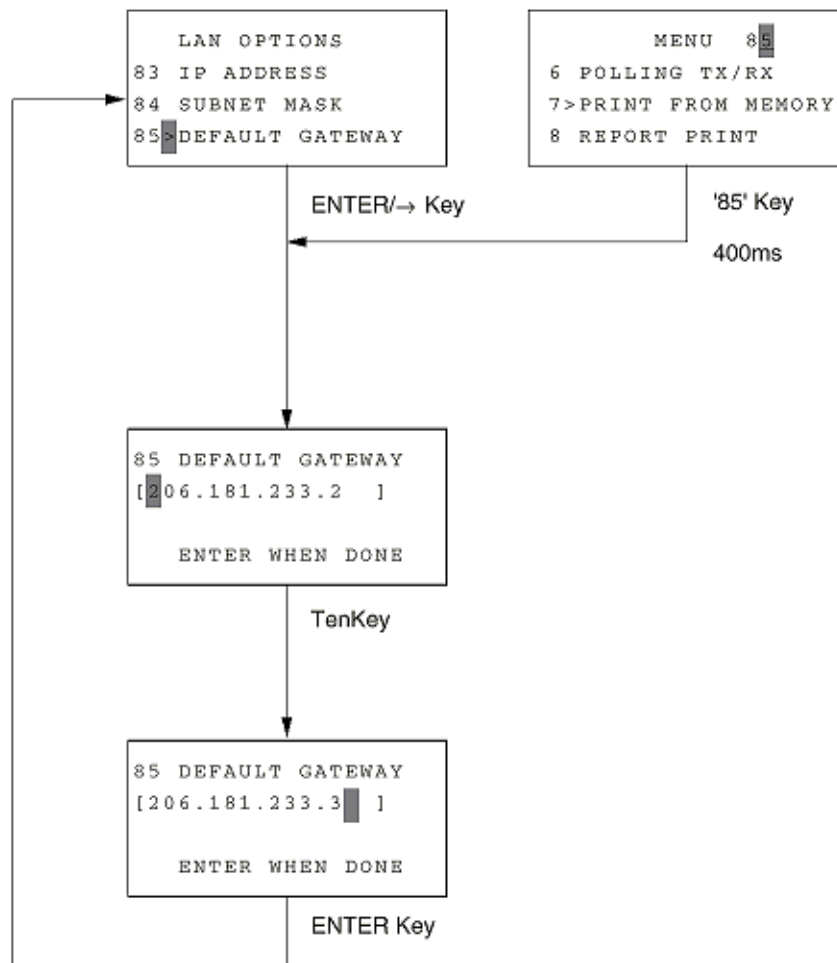 LAN OPTIONS
83 IP ADDRESS
84 SUBNET MASK
85>DEFAULT GATEWAY
MENU 85
6 POLLING TX/RX
7>PRINT FROM MEMORY
8 REPORT PRINT
ENTER/→ Key
'85' Key
400ms
85 DEFAULT GATEWAY
[206.181.233.2 ]
ENTER WHEN DONE
TenKey
85 DEFAULT GATEWAY
[206.181.233.3 ]
ENTER WHEN DONE
ENTER Key